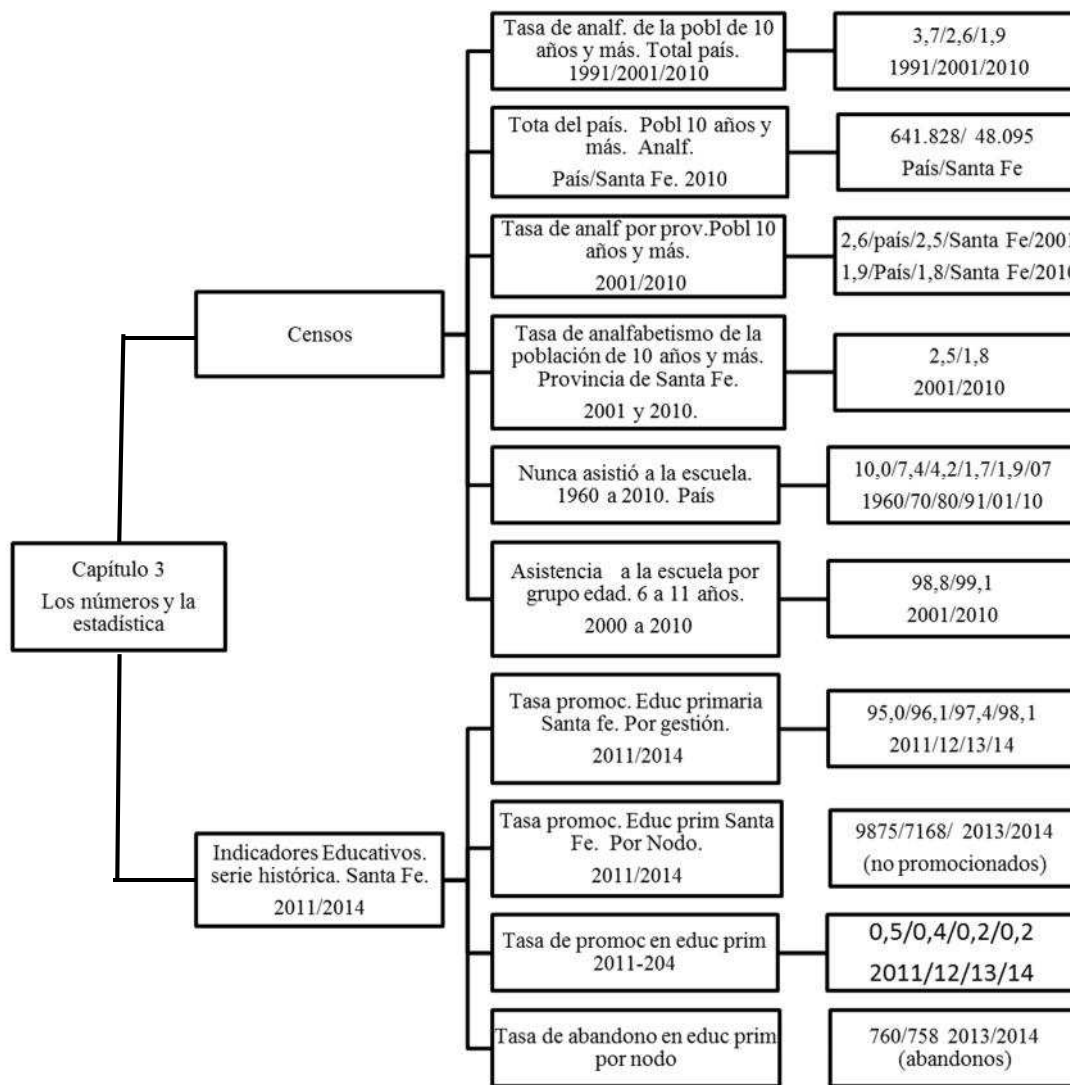 Capítulo 3
Los números y la
estadística
Censos
Tasa de analf. de la pobl de 10
años y más. Total país.
1991/2001/2010
3,7/2,6/1,9
1991/2001/2010
Tota del país. Pobl 10 años y
más. Analf.
País/Santa Fe. 2010
641.828/ 48.095
País/Santa Fe
Tasa de analf por prov.Pobl 10
años y más.
2001/2010
2,6/país/2,5/Santa Fe/2001
1,9/País/1,8/Santa Fe/2010
Tasa de analfabetismo de la
población de 10 años y más.
Provincia de Santa Fe.
2001 y 2010.
2,5/1,8
2001/2010
Nunca asistió a la escuela.
1960 a 2010. País
10,0/7,4/4,2/1,7/1,9/07
1960/70/80/91/01/10
Asistencia a la escuela por
grupo edad. 6 a 11 años.
2000 a 2010
98,8/99,1
2001/2010
Indicadores Educativos.
serie histórica. Santa Fe.
2011/2014
Tasa promoc. Educ primaria
Santa fe. Por gestión.
2011/2014
95,0/96,1/97,4/98,1
2011/12/13/14
Tasa promoc. Educ prim Santa
Fe. Por Nodo.
2011/2014
9875/7168/ 2013/2014
(no promocionados)
Tasa de promoc en educ prim
2011-204
0,5/0,4/0,2/0,2
2011/12/13/14
Tasa de abandono en educ prim
por nodo
760/758 2013/2014
(abandonos)